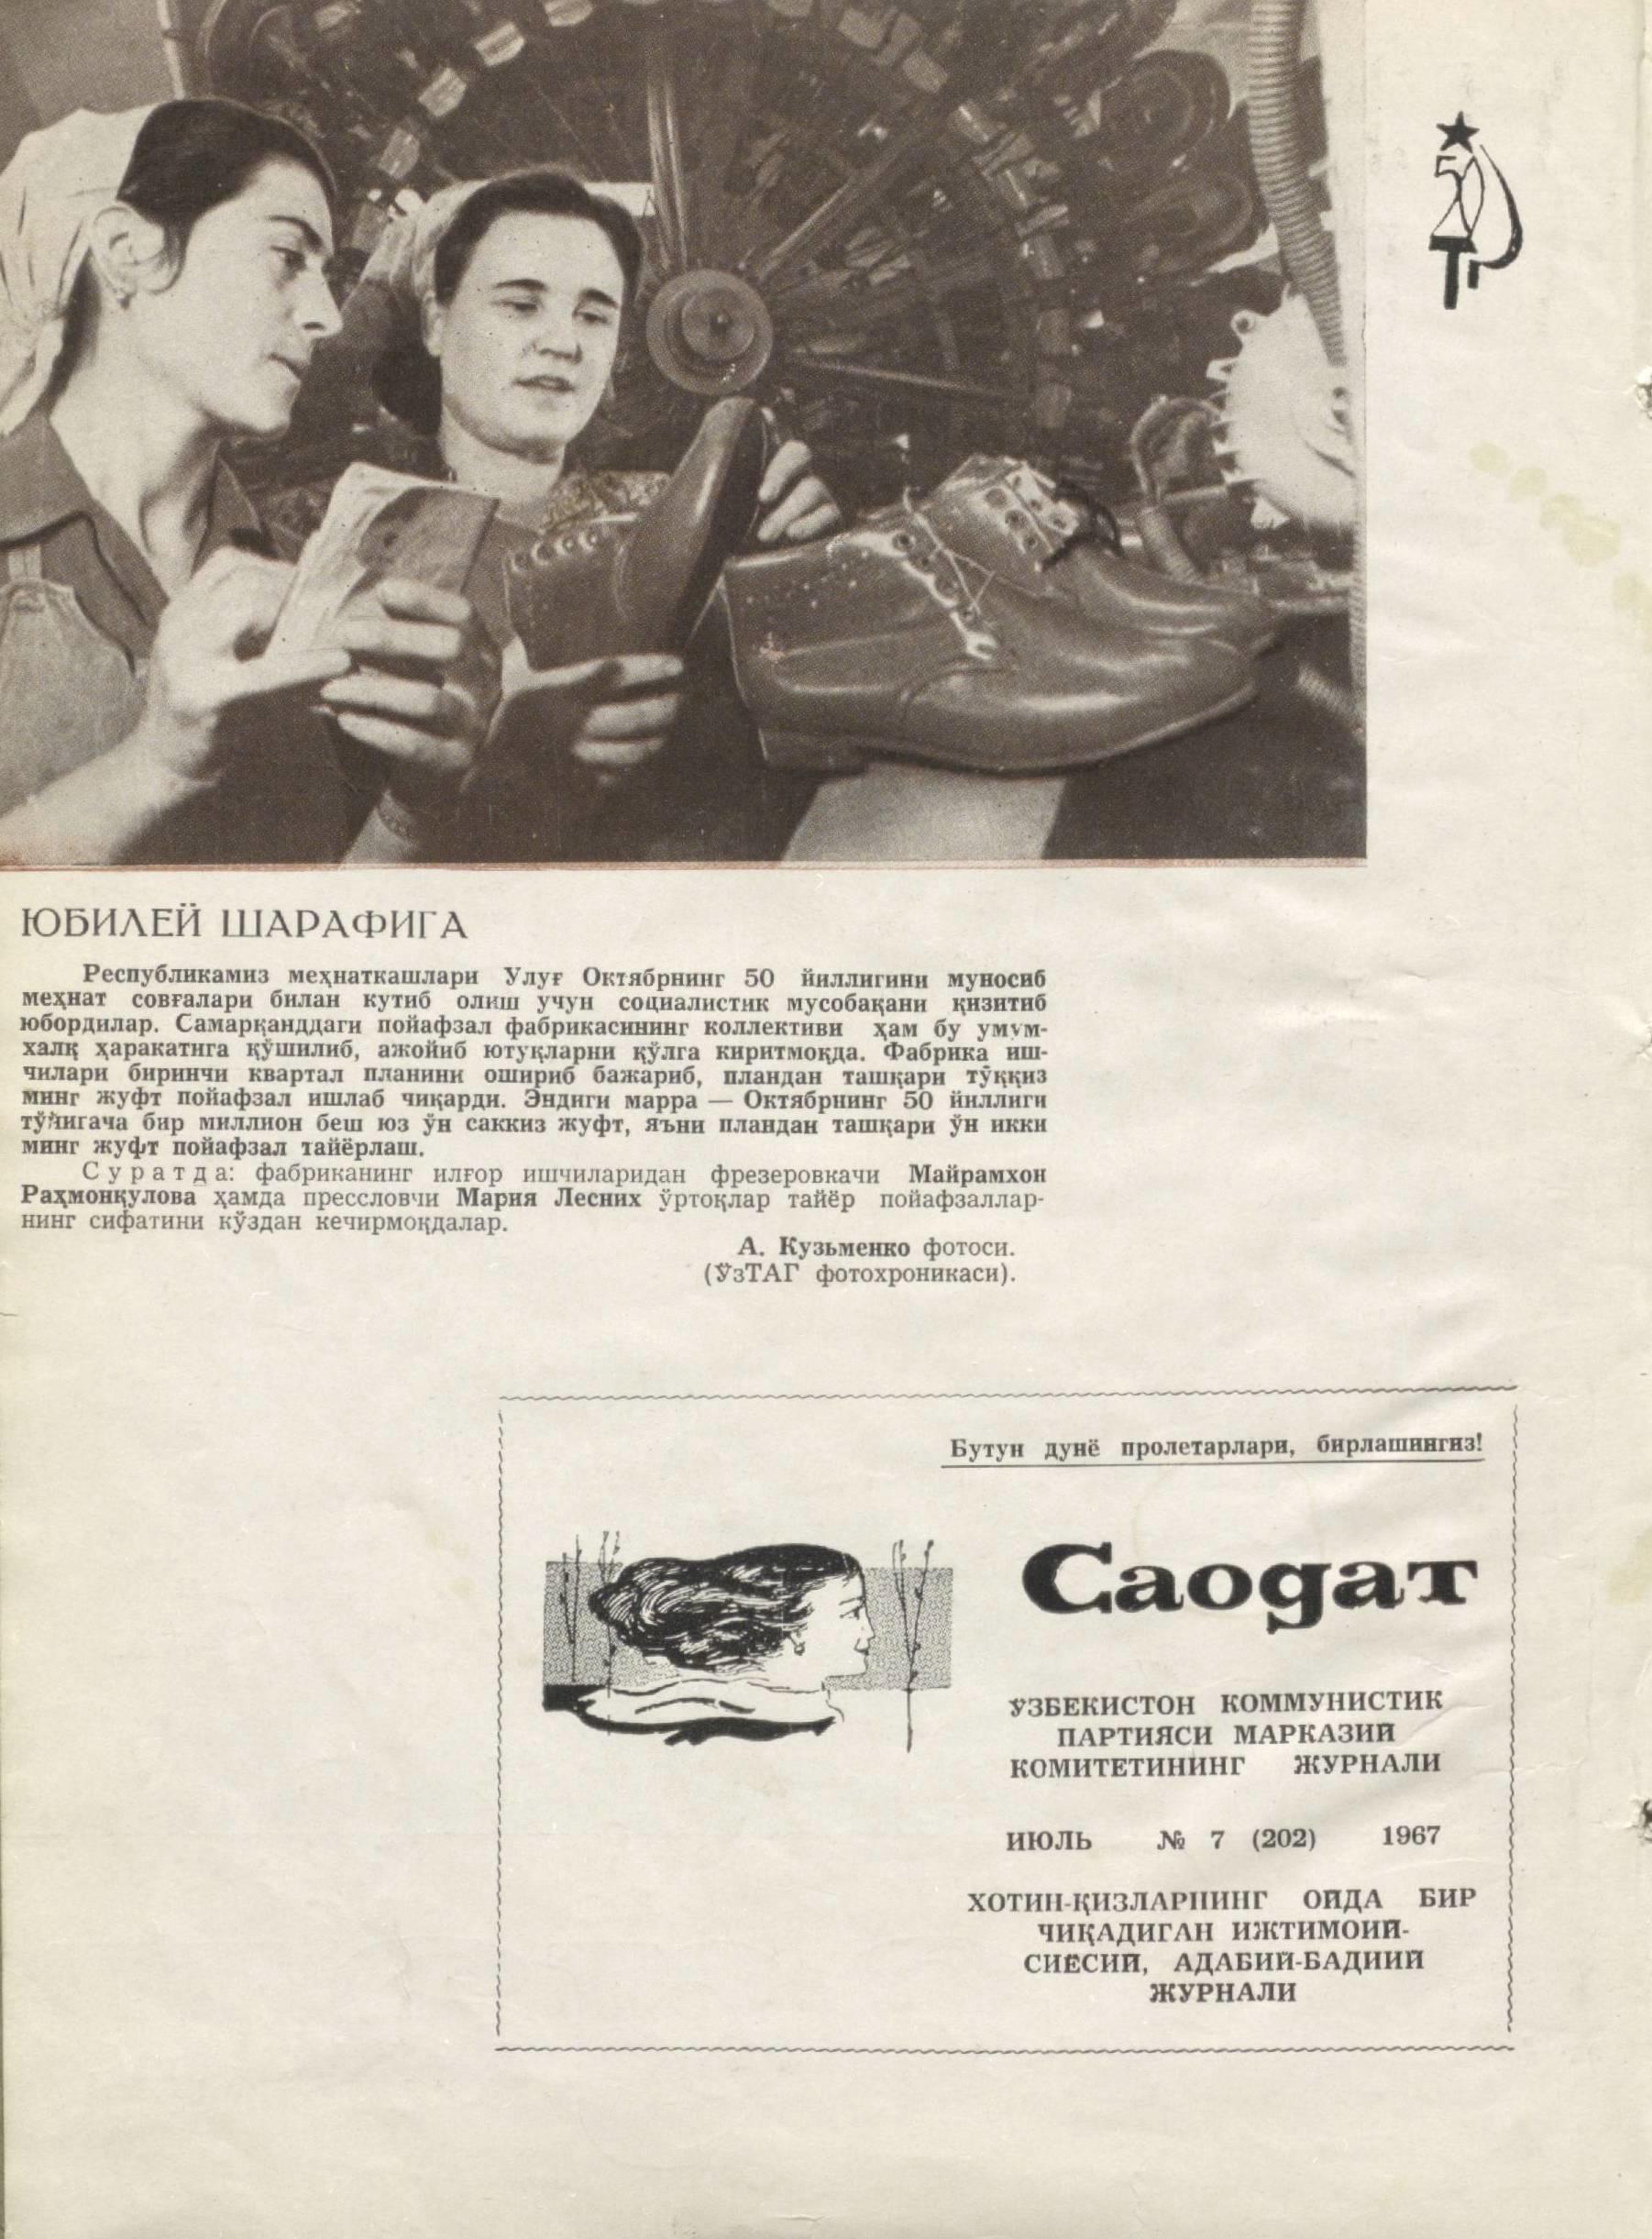 50
ЮБИЛЕЙ ШАРАФИГА
Республикамиз меҳнаткашлари Улуғ Октябрнинг 50 йиллигини муносиб
меҳнат совғалари билан кутиб олиш учун социалистик мусобақани қизитиб
юбордилар. Самарқанддаги пойафзал фабрикасининг коллективи ҳам бу умум-
халқ ҳаракатига қўшилиб, ажойиб ютуқларни қўлга киритмоқда. Фабрика иш-
чилари биринчи квартал планини ошириб бажариб, пландан ташқари тўққиз
минг жуфт пойафзал ишлаб чиқарди. Эндиги марра — Октябрнинг 50 йиллиги
тўйигача бир миллион беш юз ўн саккиз жуфт, яъни пландан ташқари ўн икки
минг жуфт пойафзал тайёрлаш.
Суратда: фабриканинг илғор ишчиларидан фрезеровкачи Майрамхон
Раҳмонқулова ҳамда прессловчи Мария Лесних ўртоқлар тайёр пойафзаллар-
нинг сифатини кўздан кечирмоқдалар.
А. Кузьменко фотоси.
(ЎзТАГ фотохроникаси).
Бутун дунё пролетарлари, бирлашингиз!
Саодат
ЎЗБЕКИСТОН КОММУНИСТИК
ПАРТИЯСИ МАРКАЗИЙ
КОМИТЕТИНИНГ ЖУРНАЛИ
ИЮЛЬ № 7 (202) 1967
ХОТИН-ҚИЗЛАРНИНГ ОЙДА БИР
ЧИҚАДИГАН ИЖТИМОИЙ-
СИЁСИЙ, АДАБИЙ-БАДИИЙ
ЖУРНАЛИ